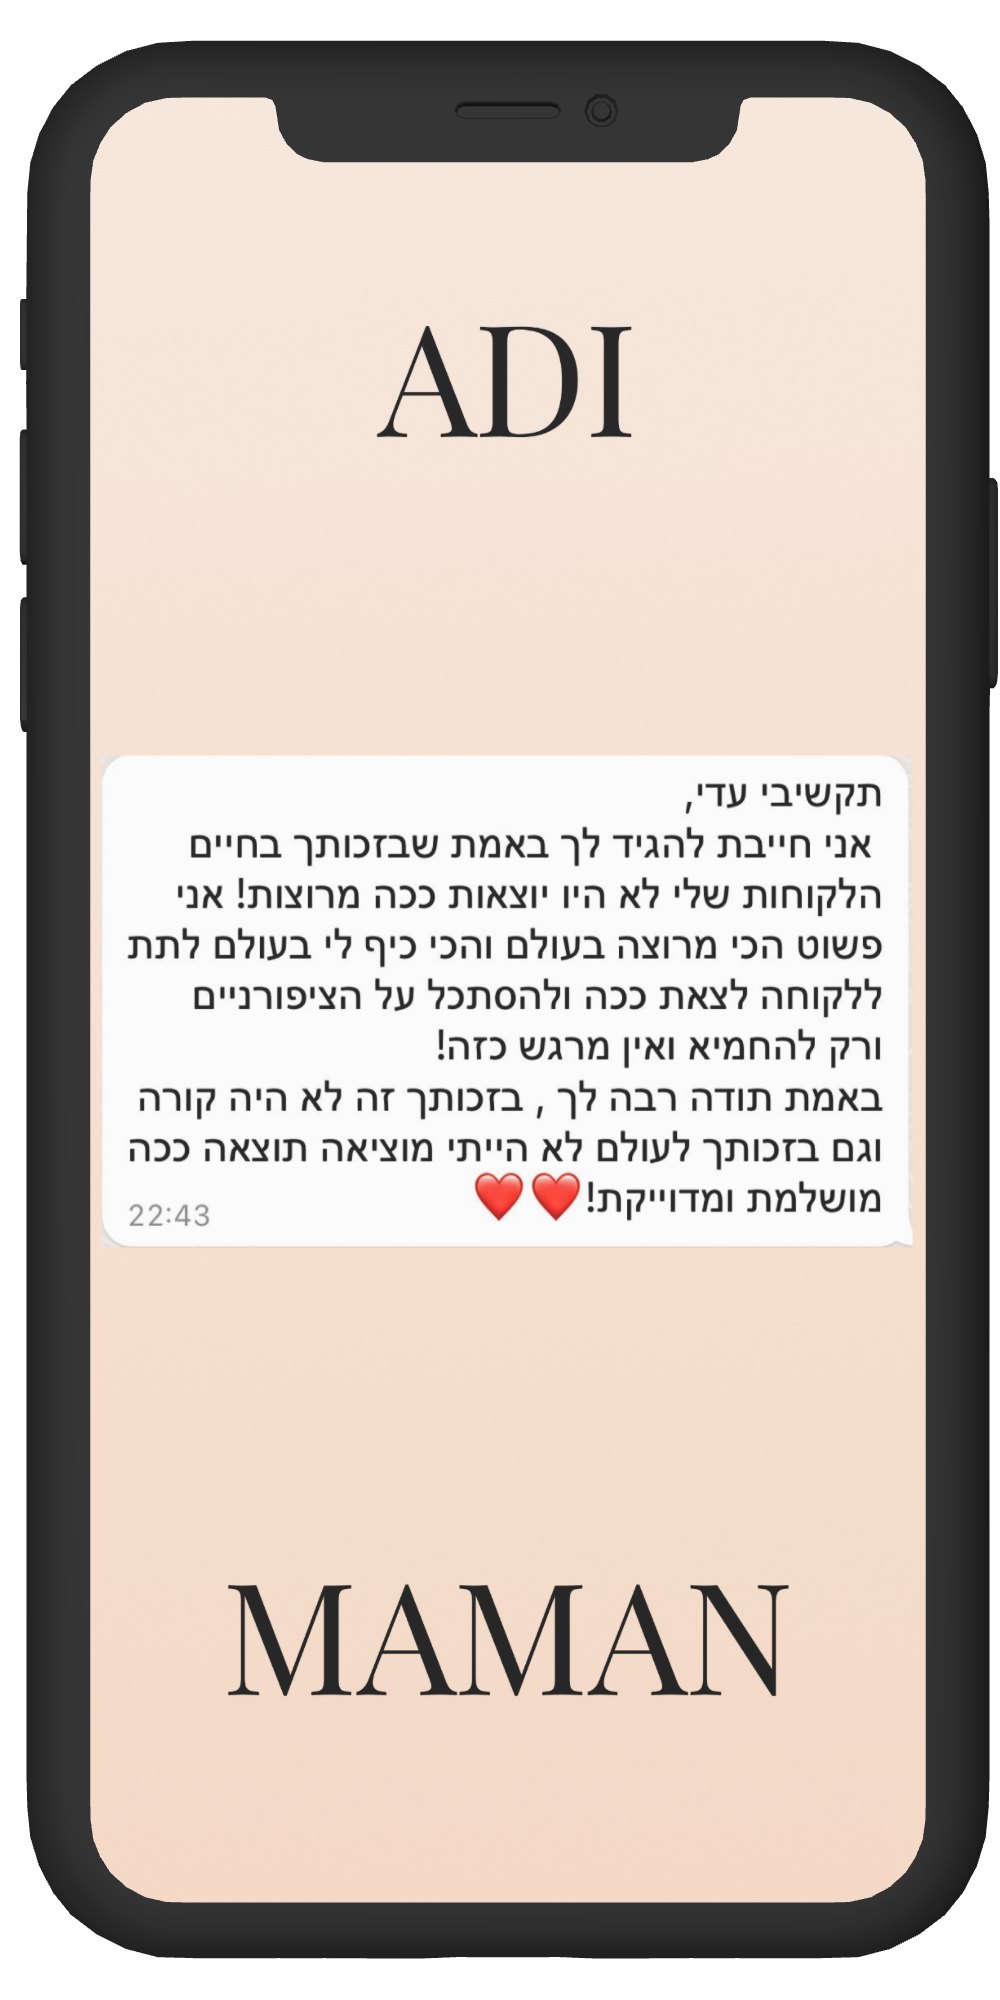 ADI
תקשיבי עדי,
אני חייבת להגיד לך באמת שבזכותך בחיים
הלקוחות שלי לא היו יוצאות ככה מרוצות! אני
פשוט הכי מרוצה בעולם והכי כיף לי בעולם לתת
ללקוחה לצאת ככה ולהסתכל על הציפורניים
ורק להחמיא ואין מרגש כזה!
באמת תודה רבה לך , בזכותך זה לא היה קורה
וגם בזכותך לעולם לא הייתי מוציאה תוצאה ככה
מושלמת ומדוייקת!❤️❤️
22:43
MAMAN